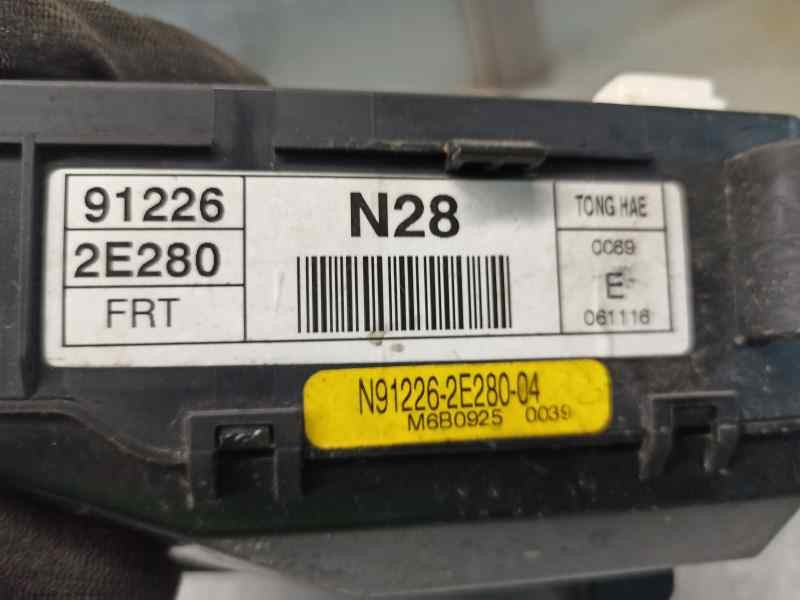 91226
2E280
FRT
N28
TONG HAE
0069
E
061116
N91226-2E280-04
M6B0925 0039